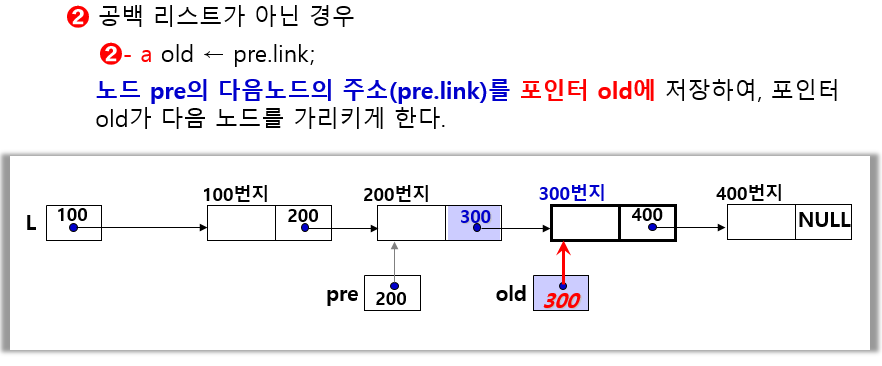 ❷ 공백 리스트가 아닌 경우
❷- a old ← pre.link;
노드 pre의 다음노드의 주소(pre.link)를 포인터 old에 저장하여, 포인터
old가 다음 노드를 가리키게 한다.
100번지 200번지 300번지 400번지
L 100 200 300 400 NULL
pre 200 old 300